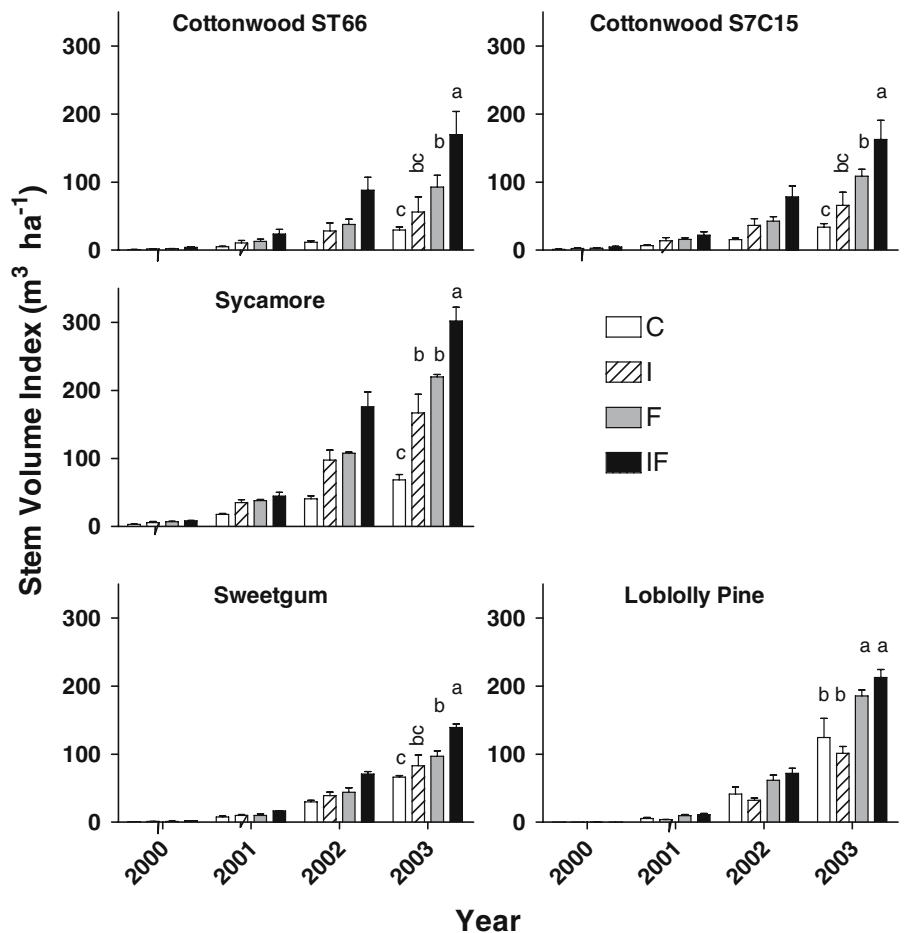 Cottonwood ST66
Cottonwood S7C15
300
200
100
0
a
b
bc
c
300
200
100
0
a
b
bc
c
Stem Volume Index (m³ ha⁻¹)
Sycamore
300
200
100
0
a
b b
c
C
I
F
IF
Sweetgum
300
200
100
0
a
b
bc
c
2000 2001 2002 2003
Loblolly Pine
300
200
100
0
a a
b b
2000 2001 2002 2003
Year